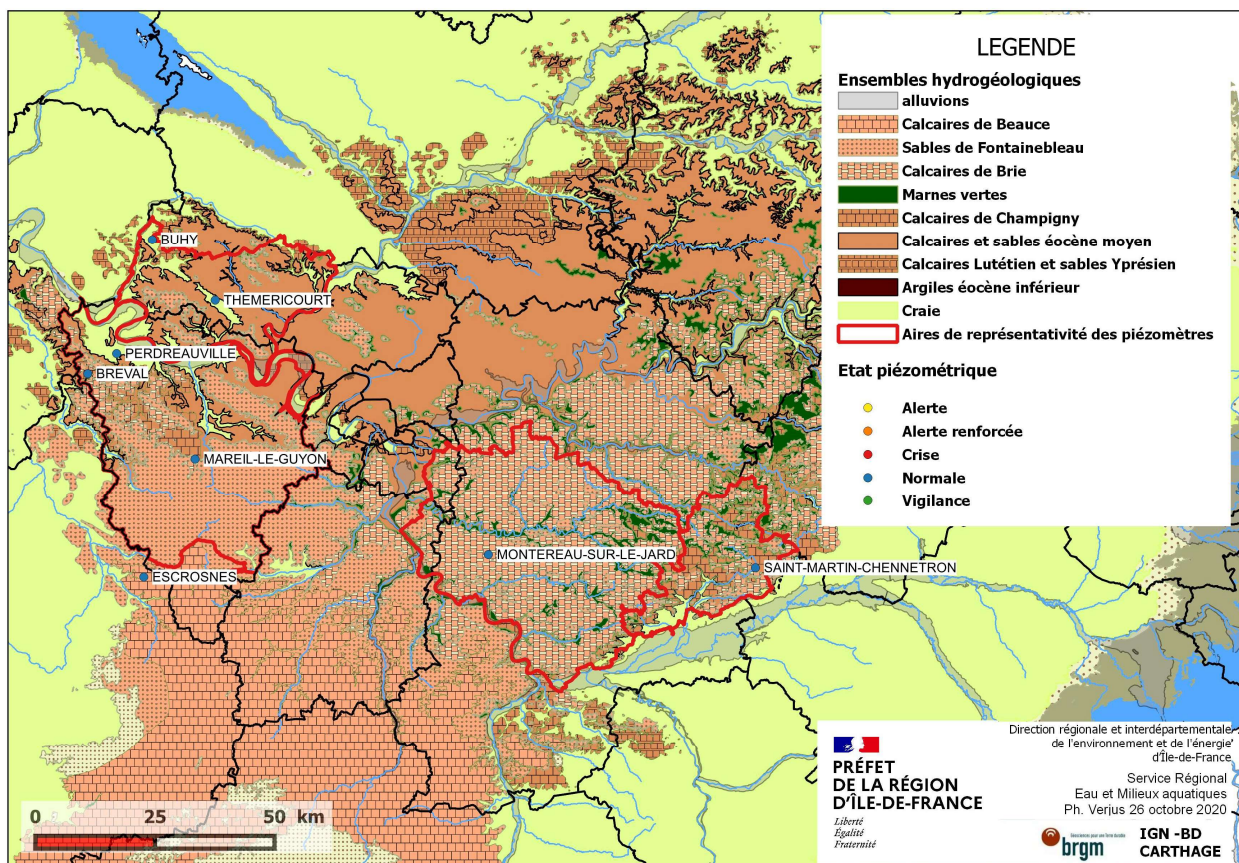 LEGENDE
Ensembles hydrogéologiques
alluvions
Calcaires de Beauce
Sables de Fontainebleau
Calcaires de Brie
Marnes vertes
Calcaires de Champigny
Calcaires et sables éocène moyen
Calcaires Lutétien et sables Yprésien
Argiles éocène inférieur
Craie
Aires de représentativité des piézomètres
Etat piézométrique
Alerte
Alerte renforcée
Crise
Normale
Vigilance
BUHY
THEMERICOURT
PERDREAUVILLE
BREVAL
MAREIL-LE-GUYON
MONTEREAU-SUR-LE-JARD
SAINT-MARTIN-CHENNETRON
ESCROSNES
0 25 50 km
PRÉFET
DE LA RÉGION
D'ÎLE-DE-FRANCE
Liberté
Égalité
Fraternité
Direction régionale et interdépartementale
de l'environnement et de l'énergie
d'Île-de-France
Service Régional
Eau et Milieux aquatiques
Ph. Verjus 26 octobre 2020
Géosciences pour une Terre durable
brgm
IGN -BD
CARTHAGE